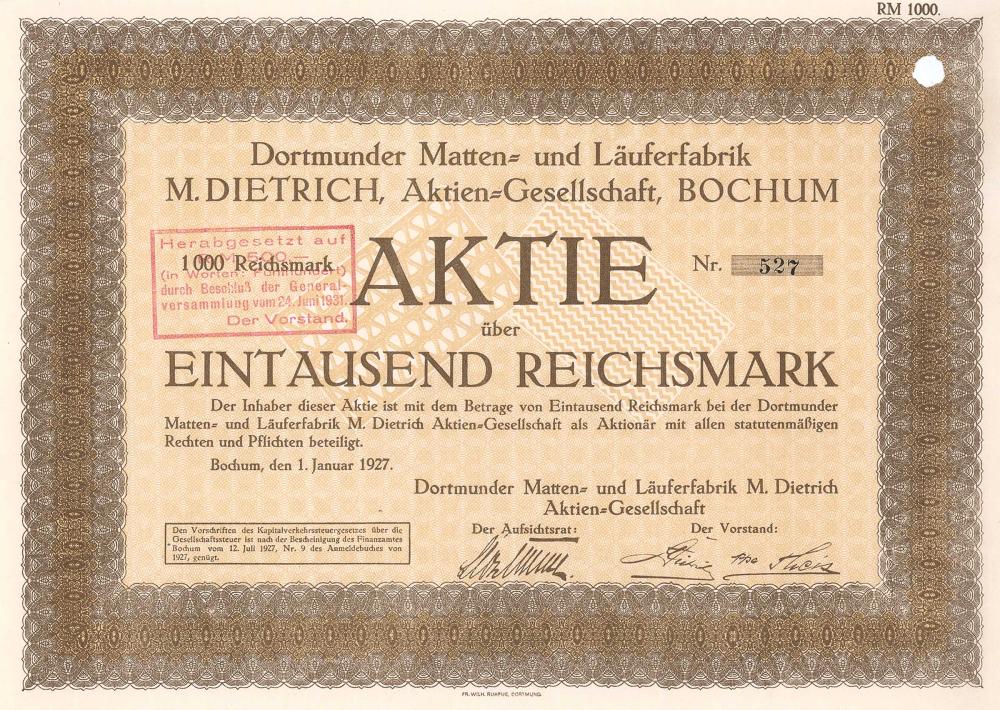 RM 1000.
Dortmunder Matten= und Läuferfabrik
M. DIETRICH, Aktien=Gesellschaft, BOCHUM
Herabgesetzt auf
RM 500.—
(in Worten: Fünfhundert)
durch Beschluß der General-
versammlung vom 24. Juni 1931.
Der Vorstand.
1000 Reichsmark
AKTIE
Nr. 527
über
EINTAUSEND REICHSMARK
Der Inhaber dieser Aktie ist mit dem Betrage von Eintausend Reichsmark bei der Dortmunder
Matten= und Läuferfabrik M. Dietrich Aktien=Gesellschaft als Aktionär mit allen statutenmäßigen
Rechten und Pflichten beteiligt.
Bochum, den 1. Januar 1927.
Dortmunder Matten= und Läuferfabrik M. Dietrich
Aktien=Gesellschaft
Der Aufsichtsrat:
Der Vorstand:
Den Vorschriften des Kapitalverkehrssteuergesetzes über die
Gesellschaftssteuer ist nach der Bescheinigung des Finanzamtes
Bochum vom 12. Juli 1927, Nr. 9 des Anmeldebuches von
1927, genügt.
FR. WILH. RUHFUS, DORTMUND